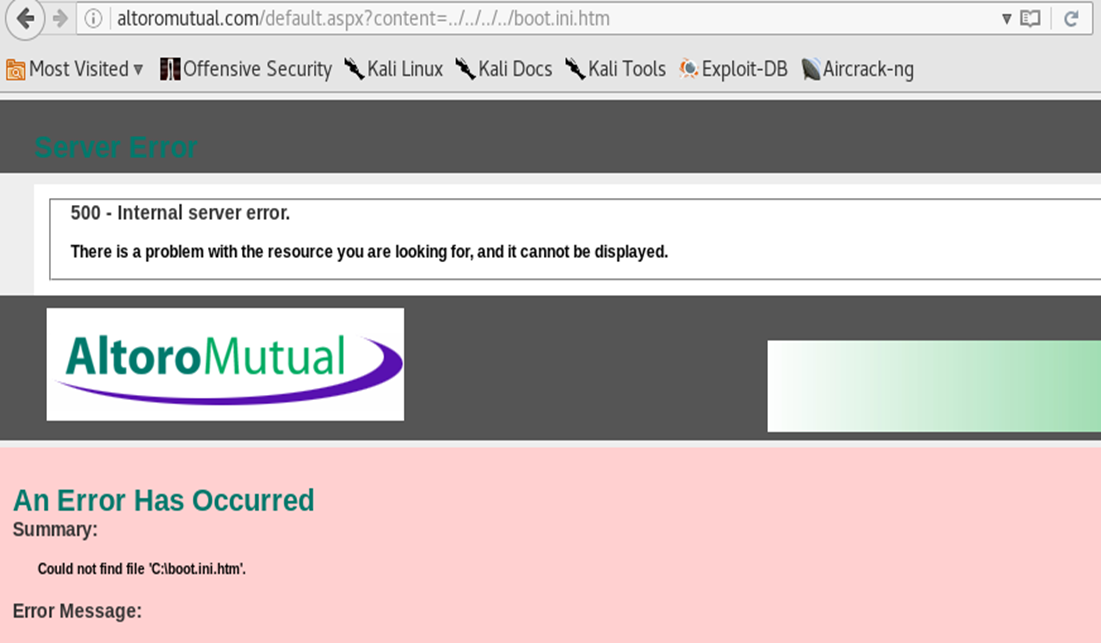 altoromutual.com/default.aspx?content=../../../../boot.ini.htm
Most Visited Offensive Security Kali Linux Kali Docs Kali Tools Exploit-DB Aircrack-ng
Server Error
500 - Internal server error.
There is a problem with the resource you are looking for, and it cannot be displayed.
AltoroMutual
An Error Has Occurred
Summary:
Could not find file 'C:\boot.ini.htm'.
Error Message: